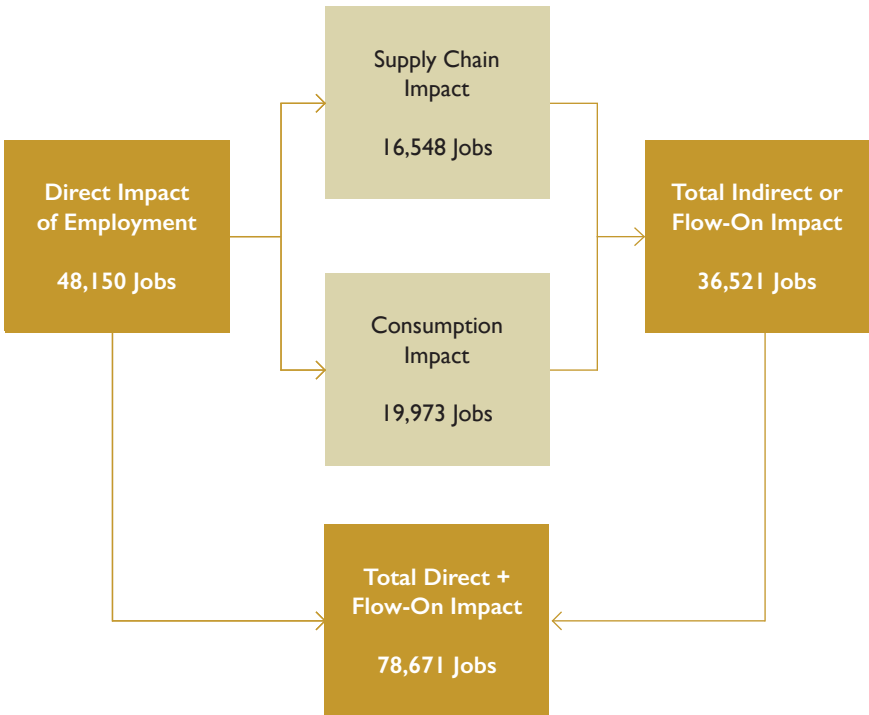 Supply Chain
Impact
16,548 Jobs
Direct Impact
of Employment
48,150 Jobs
Total Indirect or
Flow-On Impact
36,521 Jobs
Consumption
Impact
19,973 Jobs
Total Direct +
Flow-On Impact
78,671 Jobs